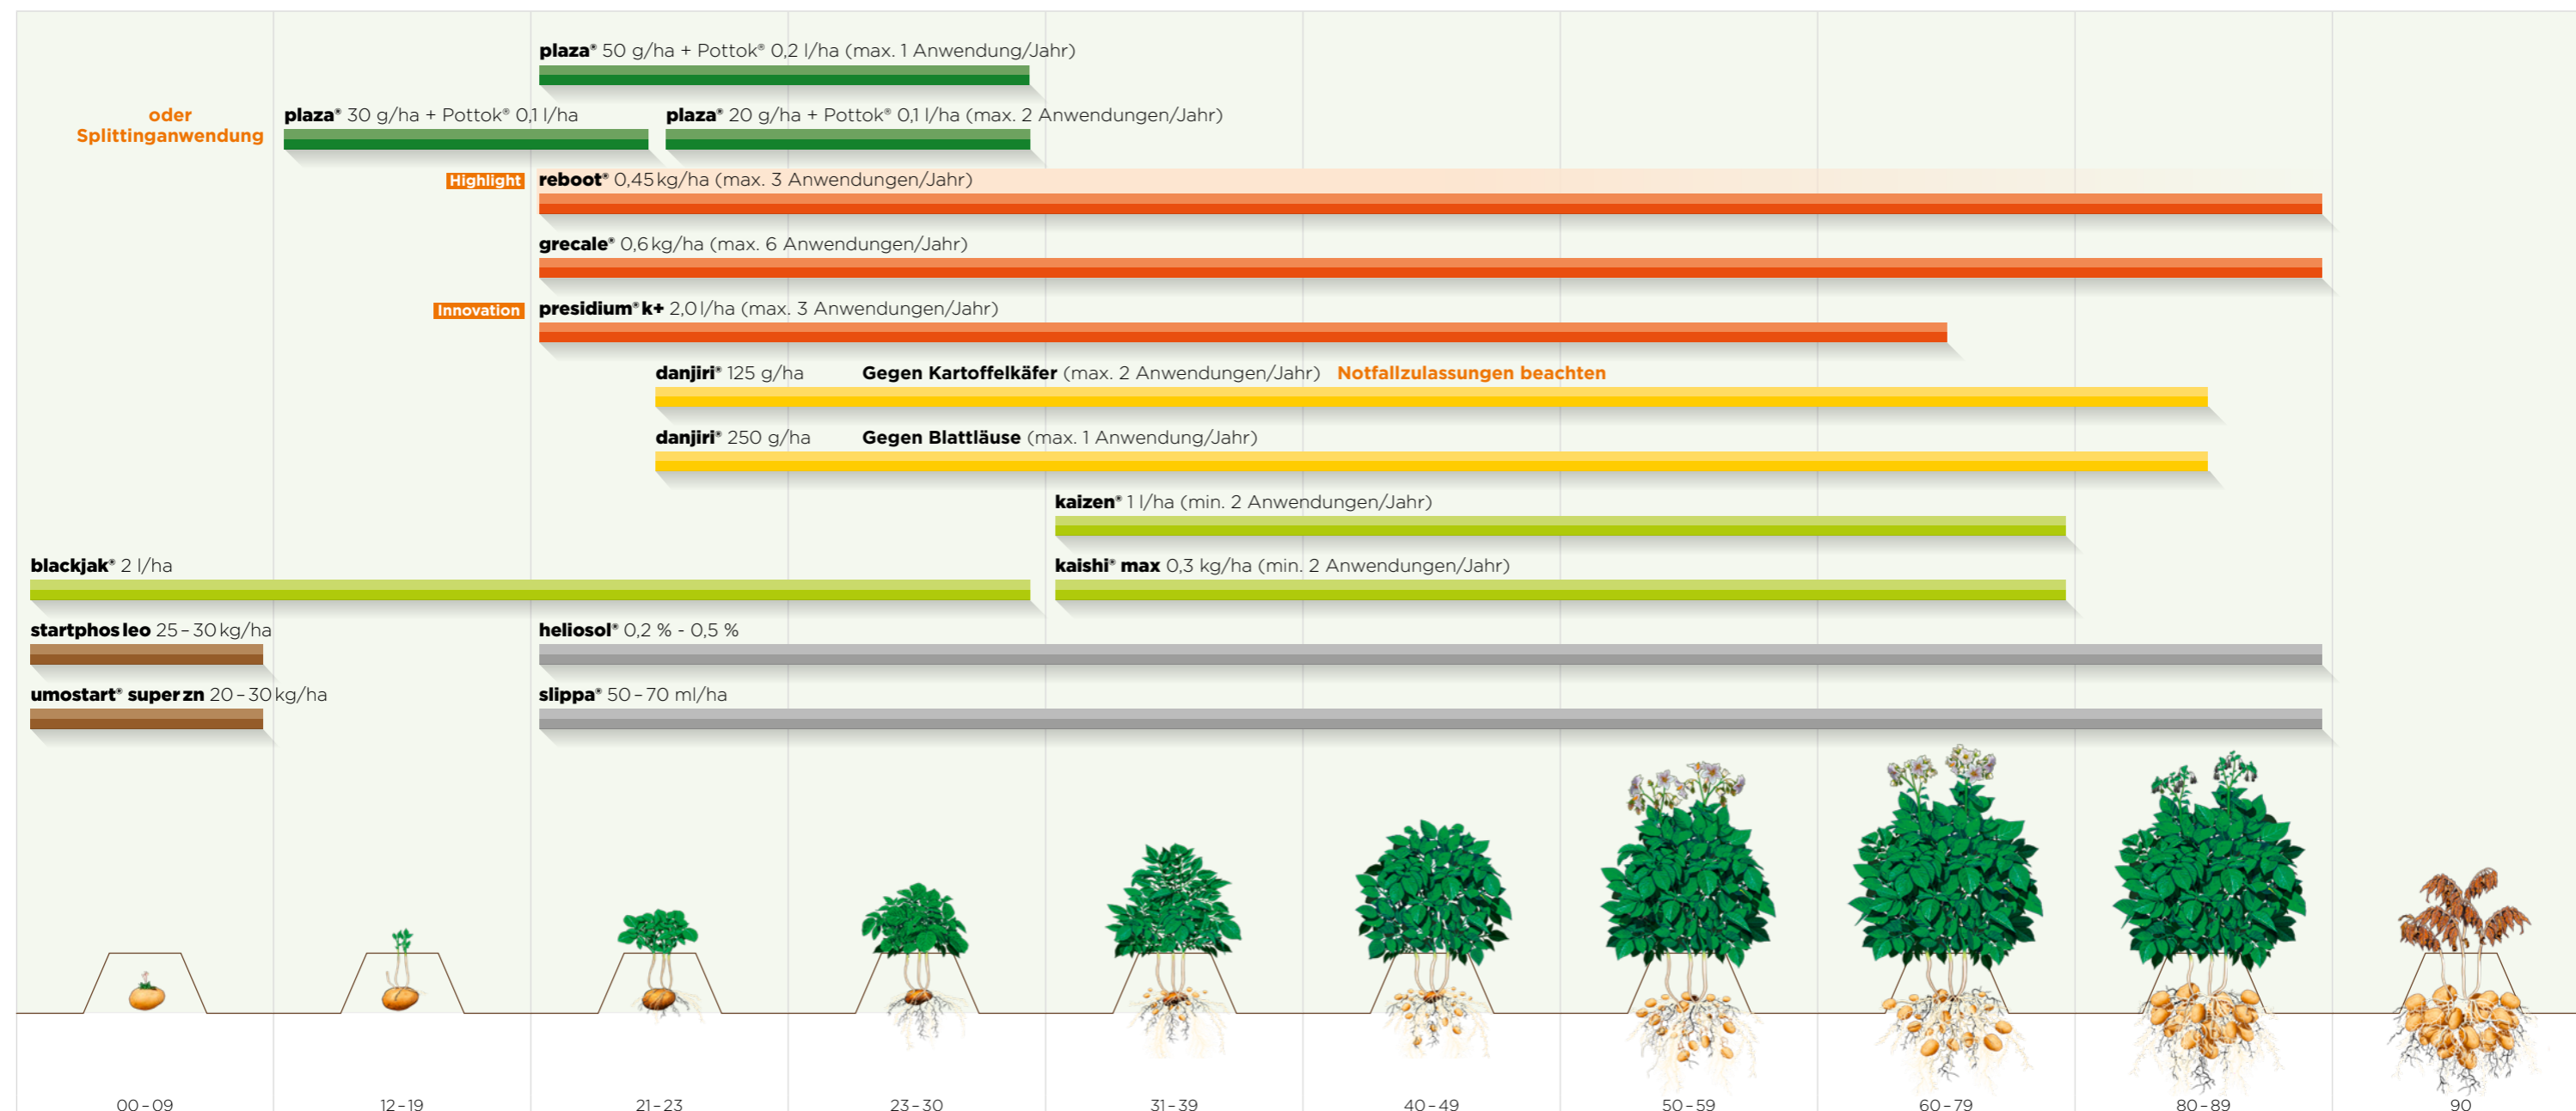 plaza® 50 g/ha + Pottok® 0,2 l/ha (max. 1 Anwendung/Jahr)
oder
Splittinganwendung
plaza® 30 g/ha + Pottok® 0,1 l/ha
plaza® 20 g/ha + Pottok® 0,1 l/ha (max. 2 Anwendungen/Jahr)
Highlight
reboot® 0,45 kg/ha (max. 3 Anwendungen/Jahr)
grecale® 0,6 kg/ha (max. 6 Anwendungen/Jahr)
Innovation
presidium® k+ 2,0 l/ha (max. 3 Anwendungen/Jahr)
danjiri® 125 g/ha Gegen Kartoffelkäfer (max. 2 Anwendungen/Jahr) Notfallzulassungen beachten
danjiri® 250 g/ha Gegen Blattläuse (max. 1 Anwendung/Jahr)
kaizen® 1 l/ha (min. 2 Anwendungen/Jahr)
blackjak® 2 l/ha
kaishi® max 0,3 kg/ha (min. 2 Anwendungen/Jahr)
startphos leo 25 – 30 kg/ha
heliosol® 0,2 % - 0,5 %
umostart® super zn 20 – 30 kg/ha
slippa® 50 – 70 ml/ha
00 – 09
12 – 19
21 – 23
23 – 30
31 – 39
40 – 49
50 – 59
60 – 79
80 – 89
90